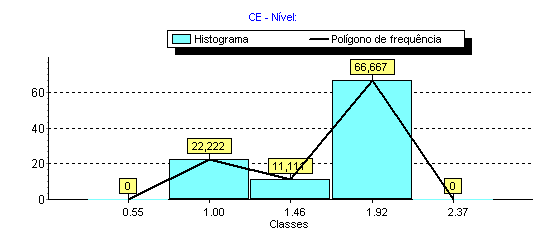 CE - Nível:
Histograma Polígono de frequência
66,667
60
40
22,222
11,111
20
0 0
0
0.55 1.00 1.46 1.92 2.37
Classes